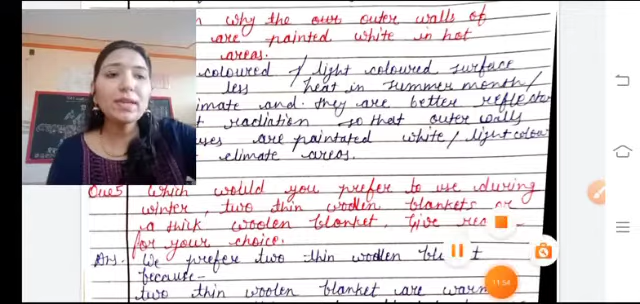 why the our outer walls of
are painted white in hot
areas.
coloured / light coloured surface
less heat in summer month /
climate and they are better reflector
radiation so that outer walls
are paintated white / light colour
climate areas.
Que5 Which would you prefer to use during
winter, two thin woolen blankets or
a thick woolen blanket. Give
for your choice.
Ans. We prefer two thin woolen
because-
two thin woolen blanket are warm
11:54